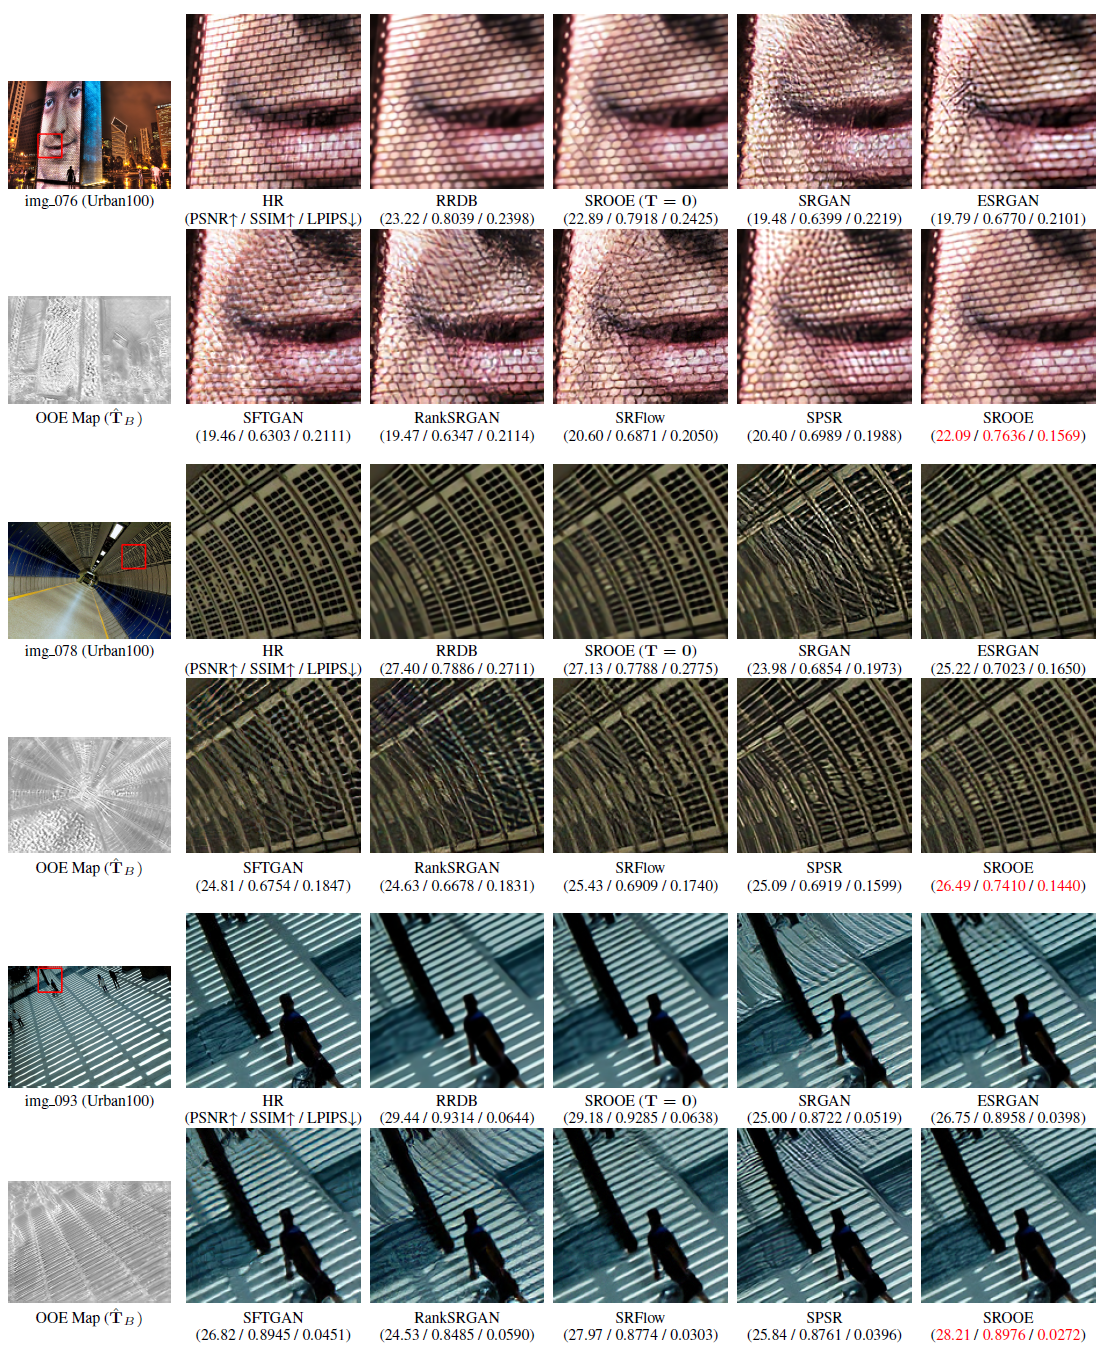 img_076 (Urban100)
HR
(PSNR↑ / SSIM↑ / LPIPS↓)
RRDB
(23.22 / 0.8039 / 0.2398)
SROOE (T = 0)
(22.89 / 0.7918 / 0.2425)
SRGAN
(19.48 / 0.6399 / 0.2219)
ESRGAN
(19.79 / 0.6770 / 0.2101)
OOE Map (T̂_B)
SFTGAN
(19.46 / 0.6303 / 0.2111)
RankSRGAN
(19.47 / 0.6347 / 0.2114)
SRFlow
(20.60 / 0.6871 / 0.2050)
SPSR
(20.40 / 0.6989 / 0.1988)
SROOE
(22.09 / 0.7636 / 0.1569)
img_078 (Urban100)
HR
(PSNR↑ / SSIM↑ / LPIPS↓)
RRDB
(27.40 / 0.7886 / 0.2711)
SROOE (T = 0)
(27.13 / 0.7788 / 0.2775)
SRGAN
(23.98 / 0.6854 / 0.1973)
ESRGAN
(25.22 / 0.7023 / 0.1650)
OOE Map (T̂_B)
SFTGAN
(24.81 / 0.6754 / 0.1847)
RankSRGAN
(24.63 / 0.6678 / 0.1831)
SRFlow
(25.43 / 0.6909 / 0.1740)
SPSR
(25.09 / 0.6919 / 0.1599)
SROOE
(26.49 / 0.7410 / 0.1440)
img_093 (Urban100)
HR
(PSNR↑ / SSIM↑ / LPIPS↓)
RRDB
(29.44 / 0.9314 / 0.0644)
SROOE (T = 0)
(29.18 / 0.9285 / 0.0638)
SRGAN
(25.00 / 0.8722 / 0.0519)
ESRGAN
(26.75 / 0.8958 / 0.0398)
OOE Map (T̂_B)
SFTGAN
(26.82 / 0.8945 / 0.0451)
RankSRGAN
(24.53 / 0.8485 / 0.0590)
SRFlow
(27.97 / 0.8774 / 0.0303)
SPSR
(25.84 / 0.8761 / 0.0396)
SROOE
(28.21 / 0.8976 / 0.0272)